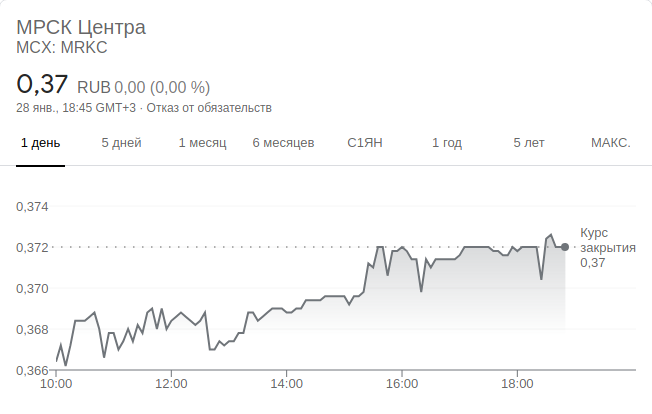 МРСК Центра
MCX: MRKC
0,37 RUB 0,00 (0,00 %)
28 янв., 18:45 GMT+3 · Отказ от обязательств
1 день 5 дней 1 месяц 6 месяцев С1ЯН 1 год 5 лет МАКС.
0,374
0,372
0,370
0,368
0,366
Курс
закрытия
0,37
10:00 12:00 14:00 16:00 18:00